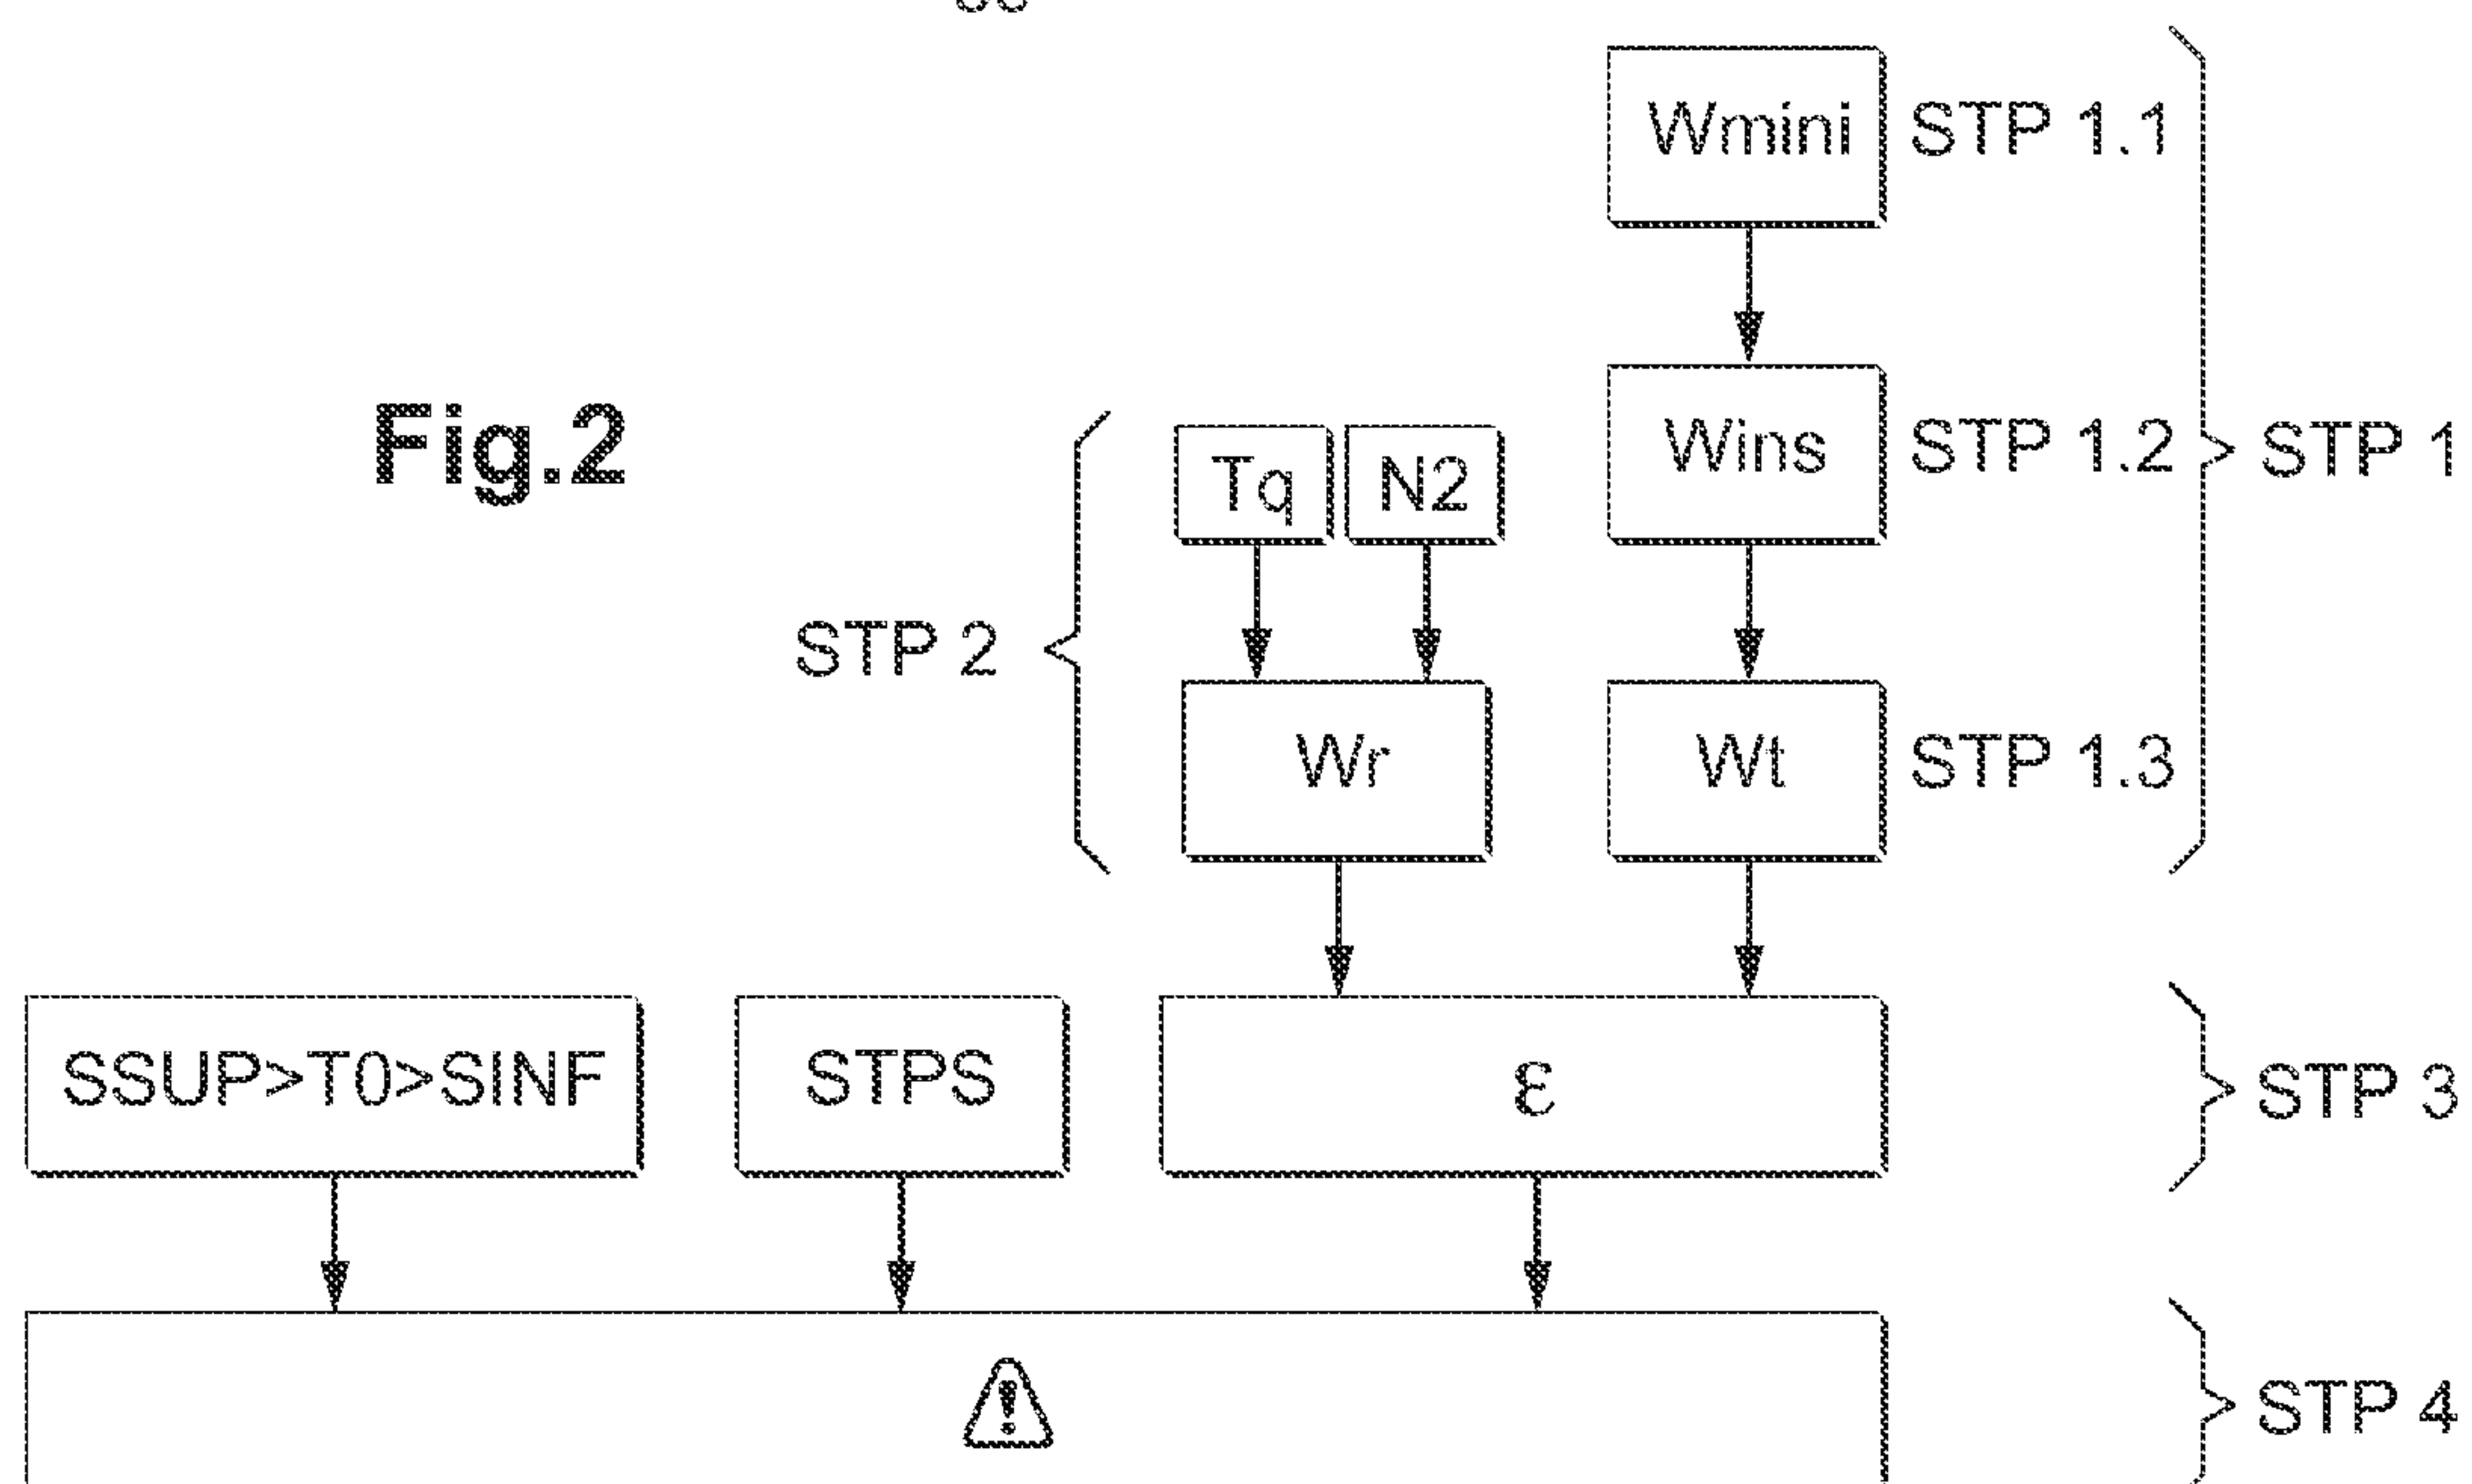 Wmini STP 1.1
Fig.2
Tq N2 Wins STP 1.2 STP 1
STP 2
Wr Wt STP 1.3
SSUP>T0>SINF STPS ε STP 3
! STP 4